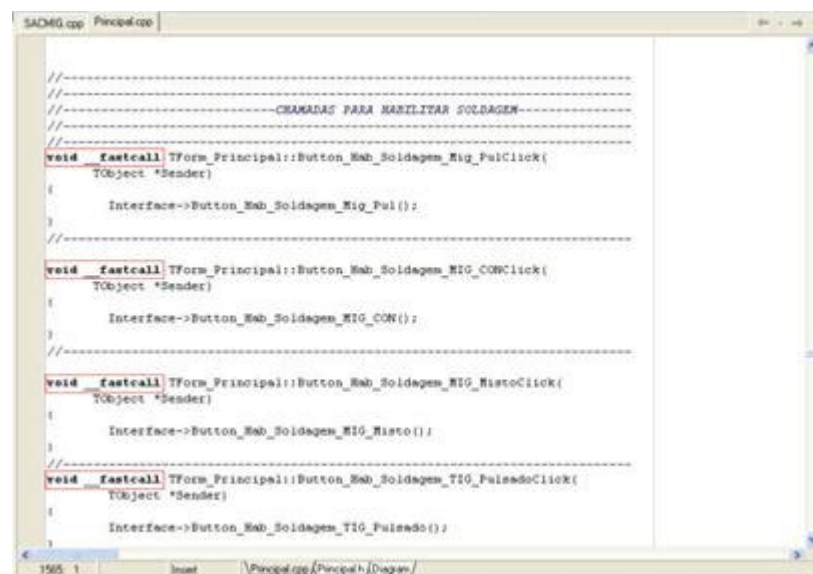 SACMIG.cpp Principal.cpp
//------------------------------------------------------------------------
//------------------------------------------------------------------------
//---------------------------CHAMADAS PARA HABILITAR SOLDAGEM--------------
//------------------------------------------------------------------------
//------------------------------------------------------------------------
void __fastcall TForm_Principal::Button_Hab_Soldagem_Mig_PulClick(
TObject *Sender)
{
Interface->Button_Hab_Soldagem_Mig_Pul();
}
//------------------------------------------------------------------------
void __fastcall TForm_Principal::Button_Hab_Soldagem_MIG_CONClick(
TObject *Sender)
{
Interface->Button_Hab_Soldagem_MIG_CON();
}
//------------------------------------------------------------------------
void __fastcall TForm_Principal::Button_Hab_Soldagem_MIG_MistoClick(
TObject *Sender)
{
Interface->Button_Hab_Soldagem_MIG_Misto();
}
//------------------------------------------------------------------------
void __fastcall TForm_Principal::Button_Hab_Soldagem_TIG_PulsadoClick(
TObject *Sender)
{
Interface->Button_Hab_Soldagem_TIG_Pulsado();
}
1585: 1 Insert \Principal.cpp/Principal.h/Diagram/